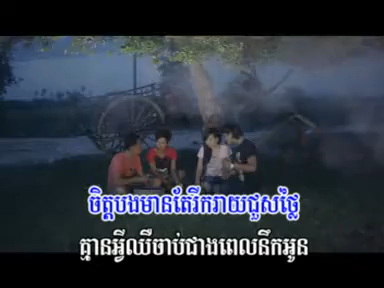 ចិត្តបងមានតែរីករាយជួសថ្លៃ
គ្មានអ្វីឈឺចាប់ជាងពេលនឹកអូន